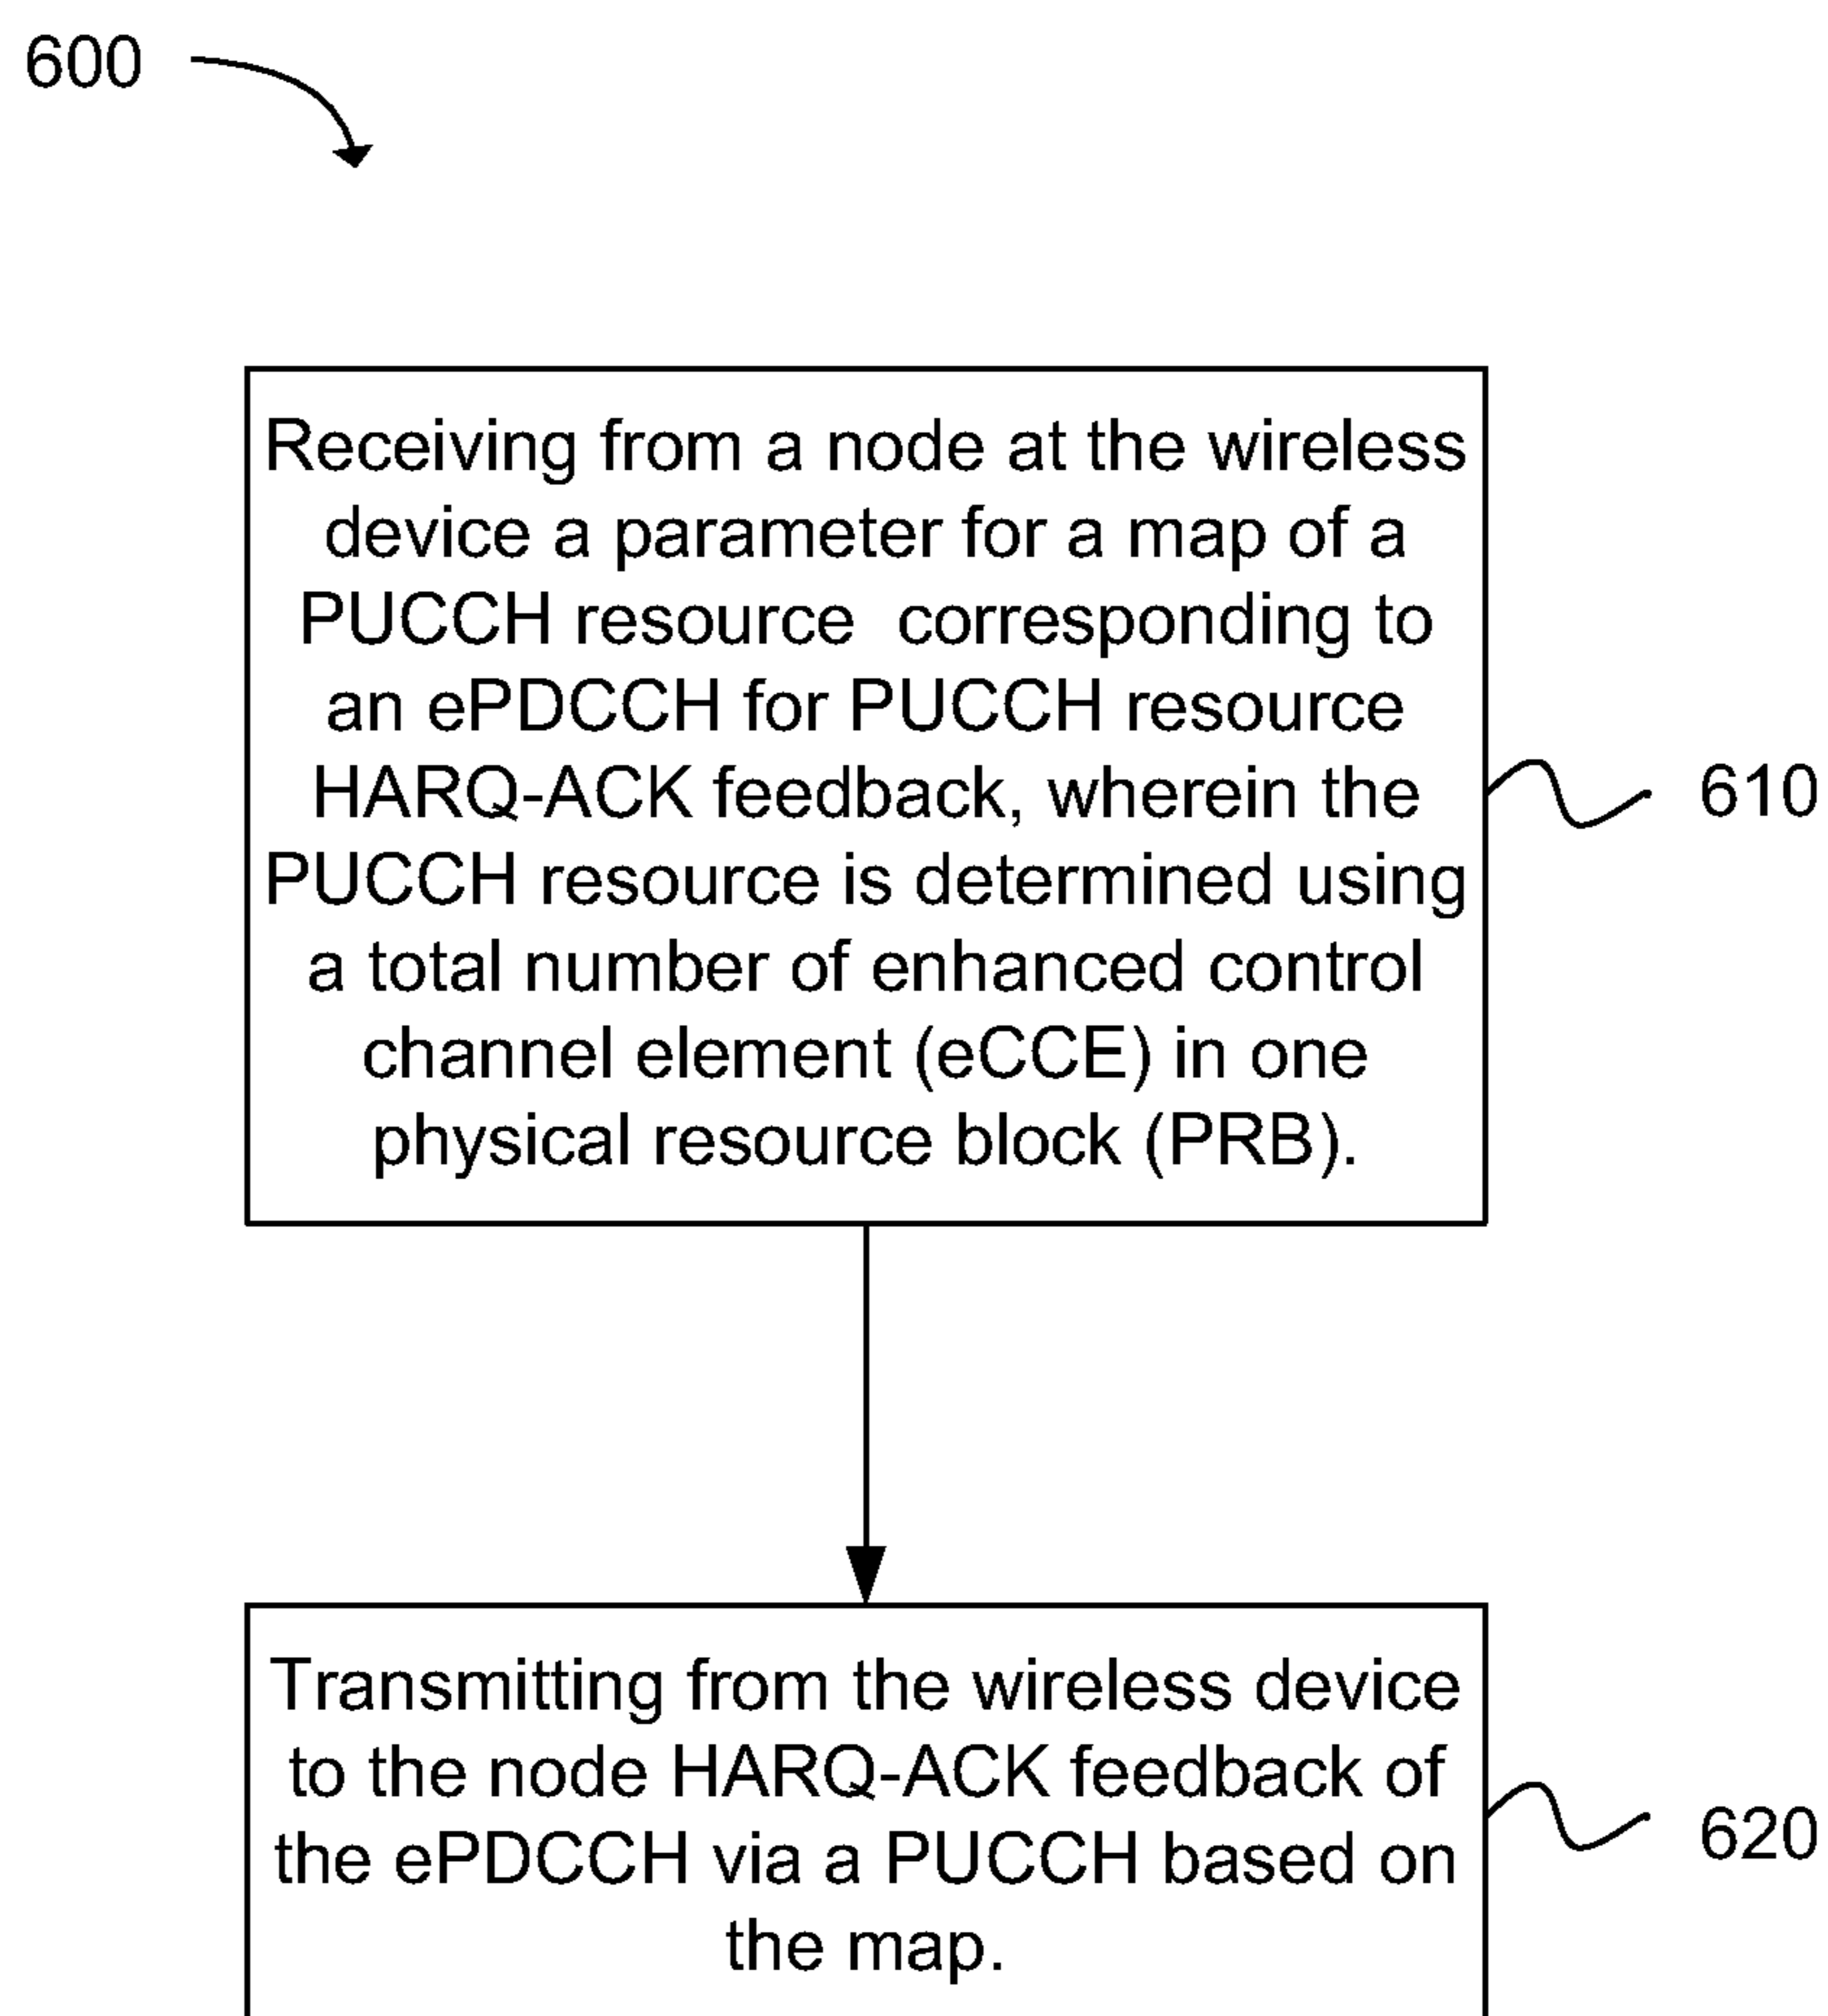 600
Receiving from a node at the wireless
device a parameter for a map of a
PUCCH resource corresponding to
an ePDCCH for PUCCH resource
HARQ-ACK feedback, wherein the
PUCCH resource is determined using
a total number of enhanced control
channel element (eCCE) in one
physical resource block (PRB).
610
Transmitting from the wireless device
to the node HARQ-ACK feedback of
the ePDCCH via a PUCCH based on
the map.
620